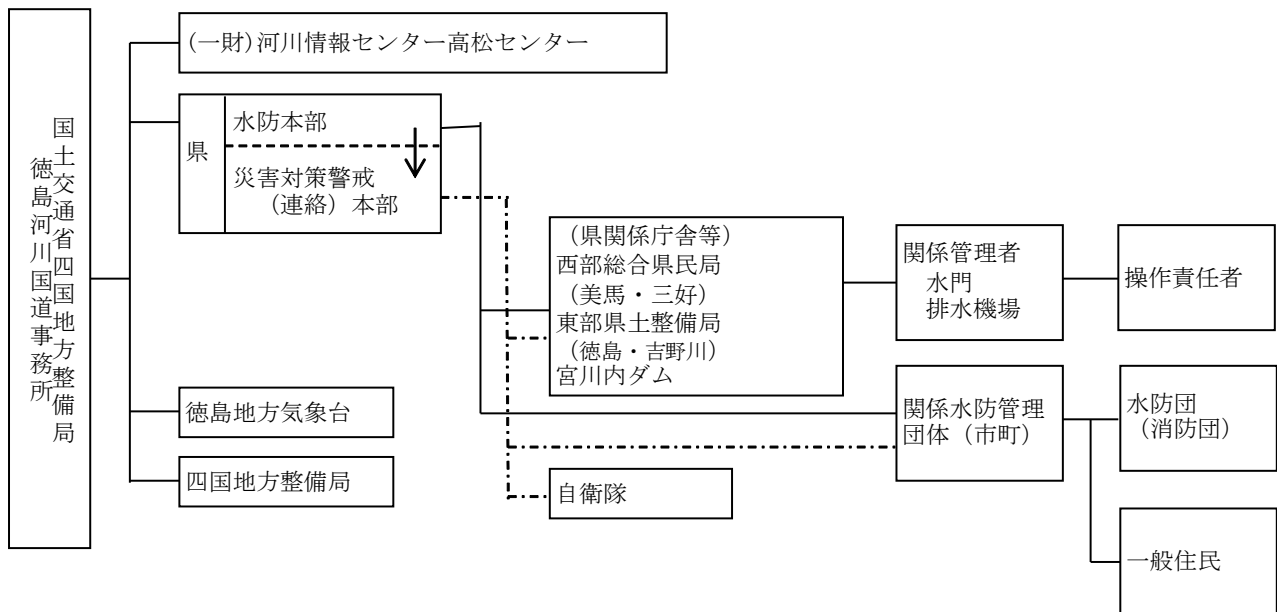 国土交通省四国地方整備局
徳島河川国道事務所
(一財)河川情報センター高松センター
県
水防本部
災害対策警戒
(連絡)本部
徳島地方気象台
四国地方整備局
(県関係庁舎等)
西部総合県民局
(美馬・三好)
東部県土整備局
(徳島・吉野川)
宮川内ダム
自衛隊
関係管理者
水門
排水機場
関係水防管理
団体(市町)
操作責任者
水防団
(消防団)
一般住民